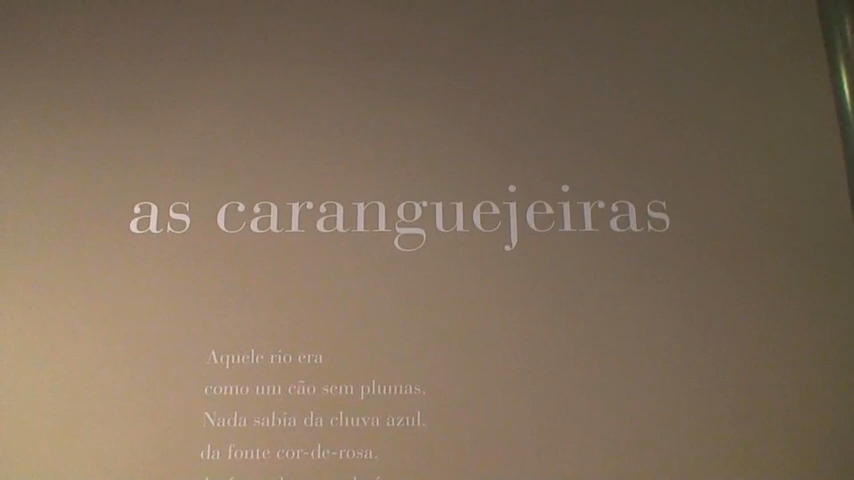 as caranguejeiras
Aquele rio era
como um cão sem plumas.
Nada sabia da chuva azul,
da fonte cor-de-rosa,